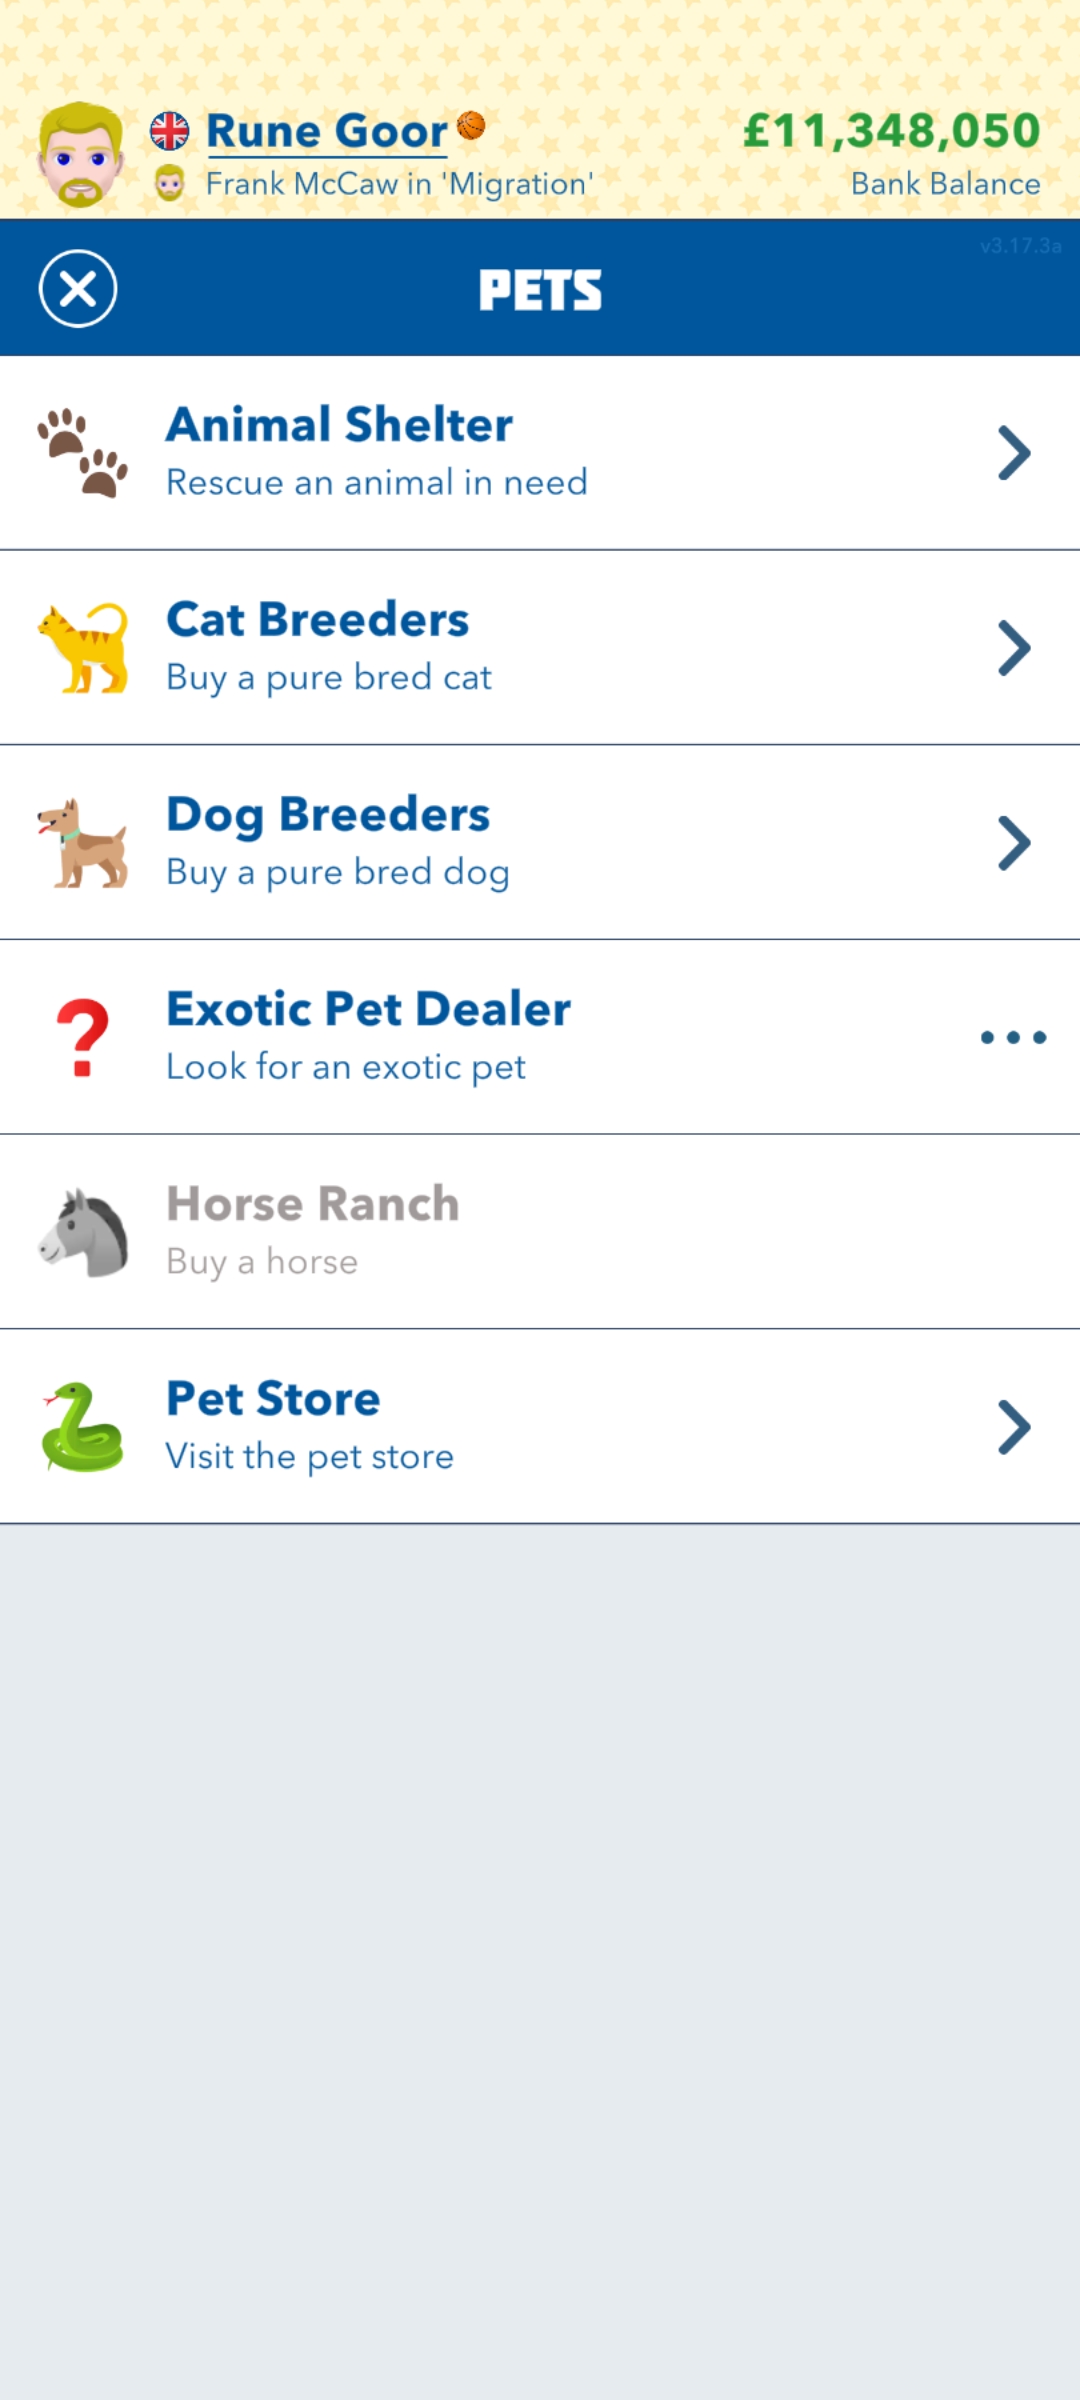 Rune Goor
£11,348,050
Frank McCaw in 'Migration'
Bank Balance
v3.17.3a
PETS
Animal Shelter
Rescue an animal in need
Cat Breeders
Buy a pure bred cat
Dog Breeders
Buy a pure bred dog
Exotic Pet Dealer
Look for an exotic pet
Horse Ranch
Buy a horse
Pet Store
Visit the pet store